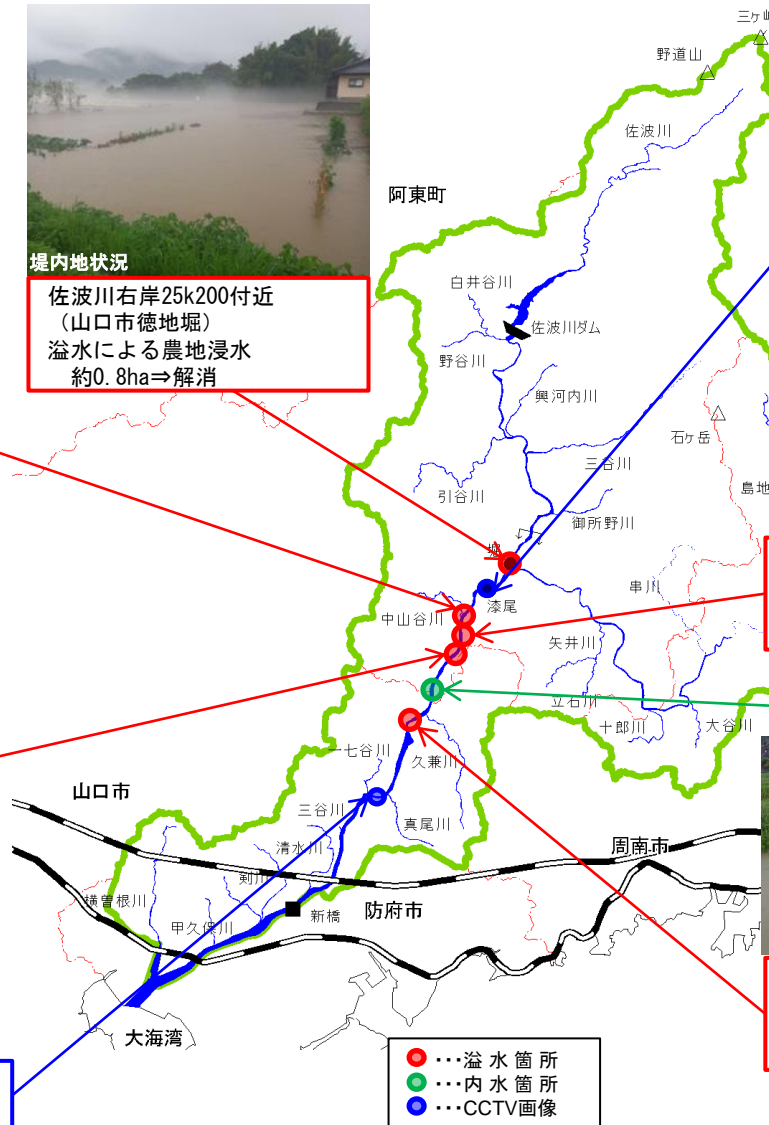 堤内地状況
佐波川右岸25k200付近
（山口市徳地堀）
溢水による農地浸水
約0.8ha⇒解消
野道山
佐波川
阿東町
白井谷川
佐波川ダム
野谷川
興河内川
石ケ岳
三谷川
島地
引谷川
御所野川
堀
串川
漆尾
中山谷川
矢井川
立石川
十郎川
大谷川
一七谷川
久兼川
山口市
三谷川
真尾川
周南市
清水川
剣川
横曽根川
新橋
防府市
甲久保川
大海湾
●…溢水箇所
●…内水箇所
●…CCTV画像